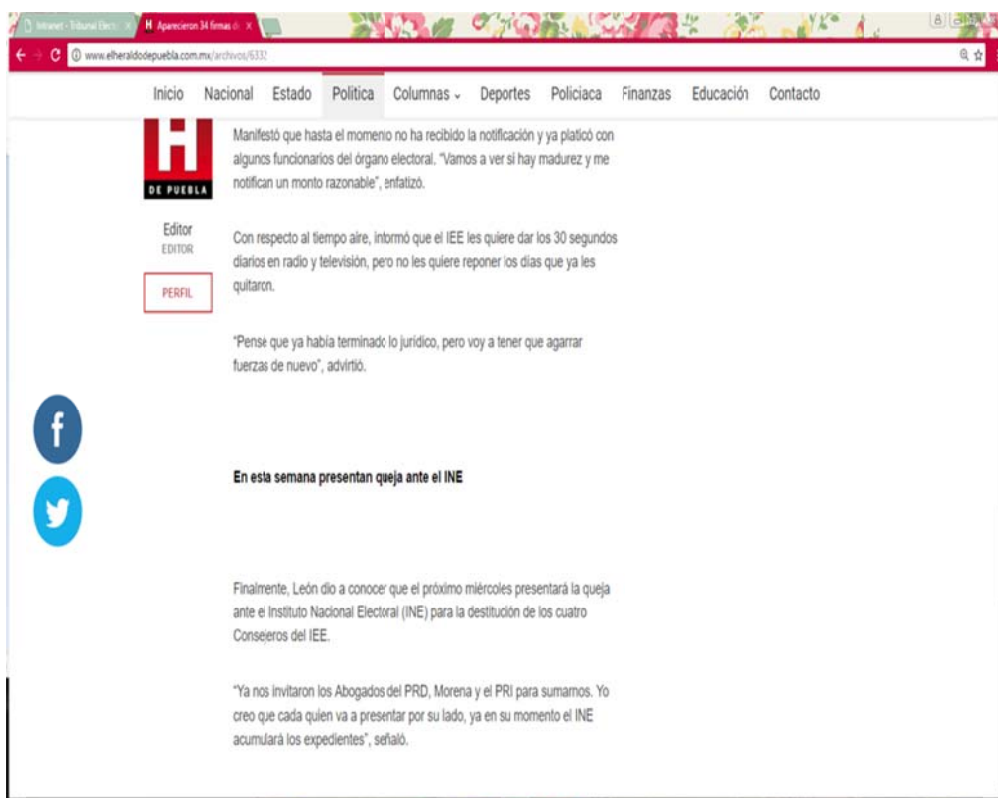 Intranet - Tribunal Elect
Aparecieron 34 firmas d
www.elheraldodepuebla.com.mx/archivos/6332
Inicio Nacional Estado Política Columnas Deportes Policiaca Finanzas Educación Contacto
H
DE PUEBLA
Editor
EDITOR
PERFIL
Manifestó que hasta el momento no ha recibido la notificación y ya platicó con
algunos funcionarios del órgano electoral. “Vamos a ver si hay madurez y me
notifican un monto razonable”, enfatizó.
Con respecto al tiempo aire, informó que el IEE les quiere dar los 30 segundos
diarios en radio y televisión, pero no les quiere reponer los días que ya les
quitaron.
“Pensé que ya había terminado lo jurídico, pero voy a tener que agarrar
fuerzas de nuevo”, advirtió.
En esta semana presentan queja ante el INE
Finalmente, León dio a conocer que el próximo miércoles presentará la queja
ante el Instituto Nacional Electoral (INE) para la destitución de los cuatro
Consejeros del IEE.
“Ya nos invitaron los Abogados del PRD, Morena y el PRI para sumarnos. Yo
creo que cada quien va a presentar por su lado, ya en su momento el INE
acumulará los expedientes”, señaló.